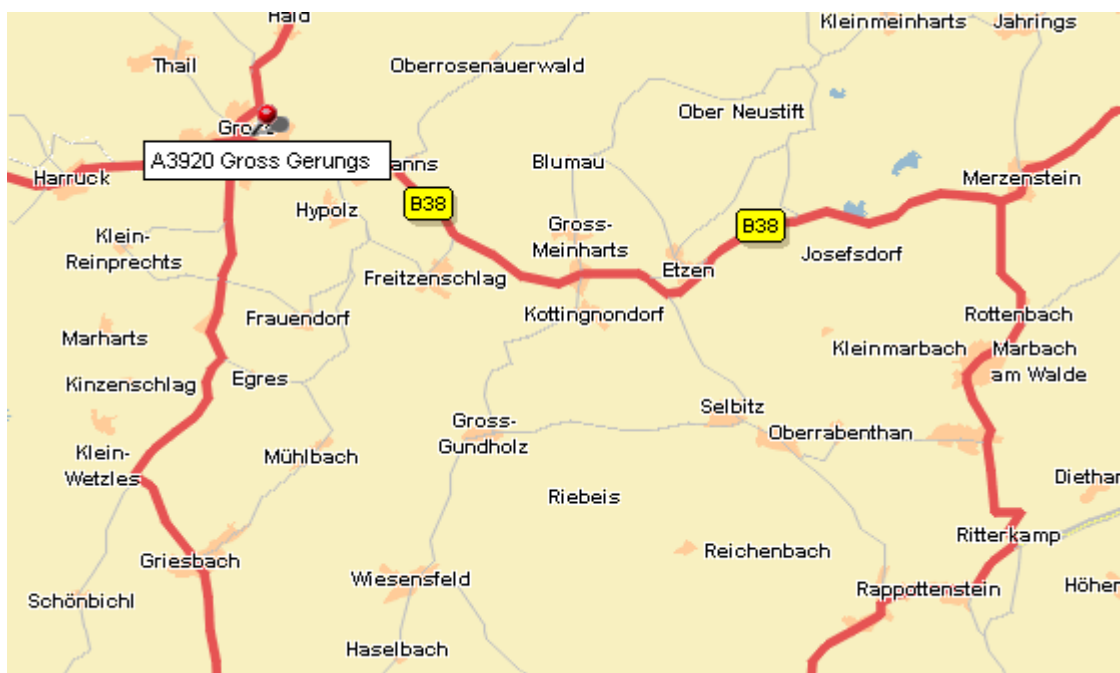 Haid
Kleinmeinharts
Jahrings
Thail
Oberrosenauerwald
Ober Neustift
A3920 Gross Gerungs
Blumau
Harruck
Merzenstein
B38
Hypolz
B38
Klein-
Reinprechts
Gross-
Meinharts
Etzen
Josefsdorf
Freitzenschlag
Frauendorf
Kottingnondorf
Rottenbach
Marharts
Kleinmarbach
Marbach
am Walde
Kinzenschlag
Egres
Selbitz
Gross-
Gundholz
Oberrabenthan
Klein-
Wetzles
Mühlbach
Riebeis
Ritterkamp
Reichenbach
Griesbach
Wiesensfeld
Rappottenstein
Schönbichl
Haselbach